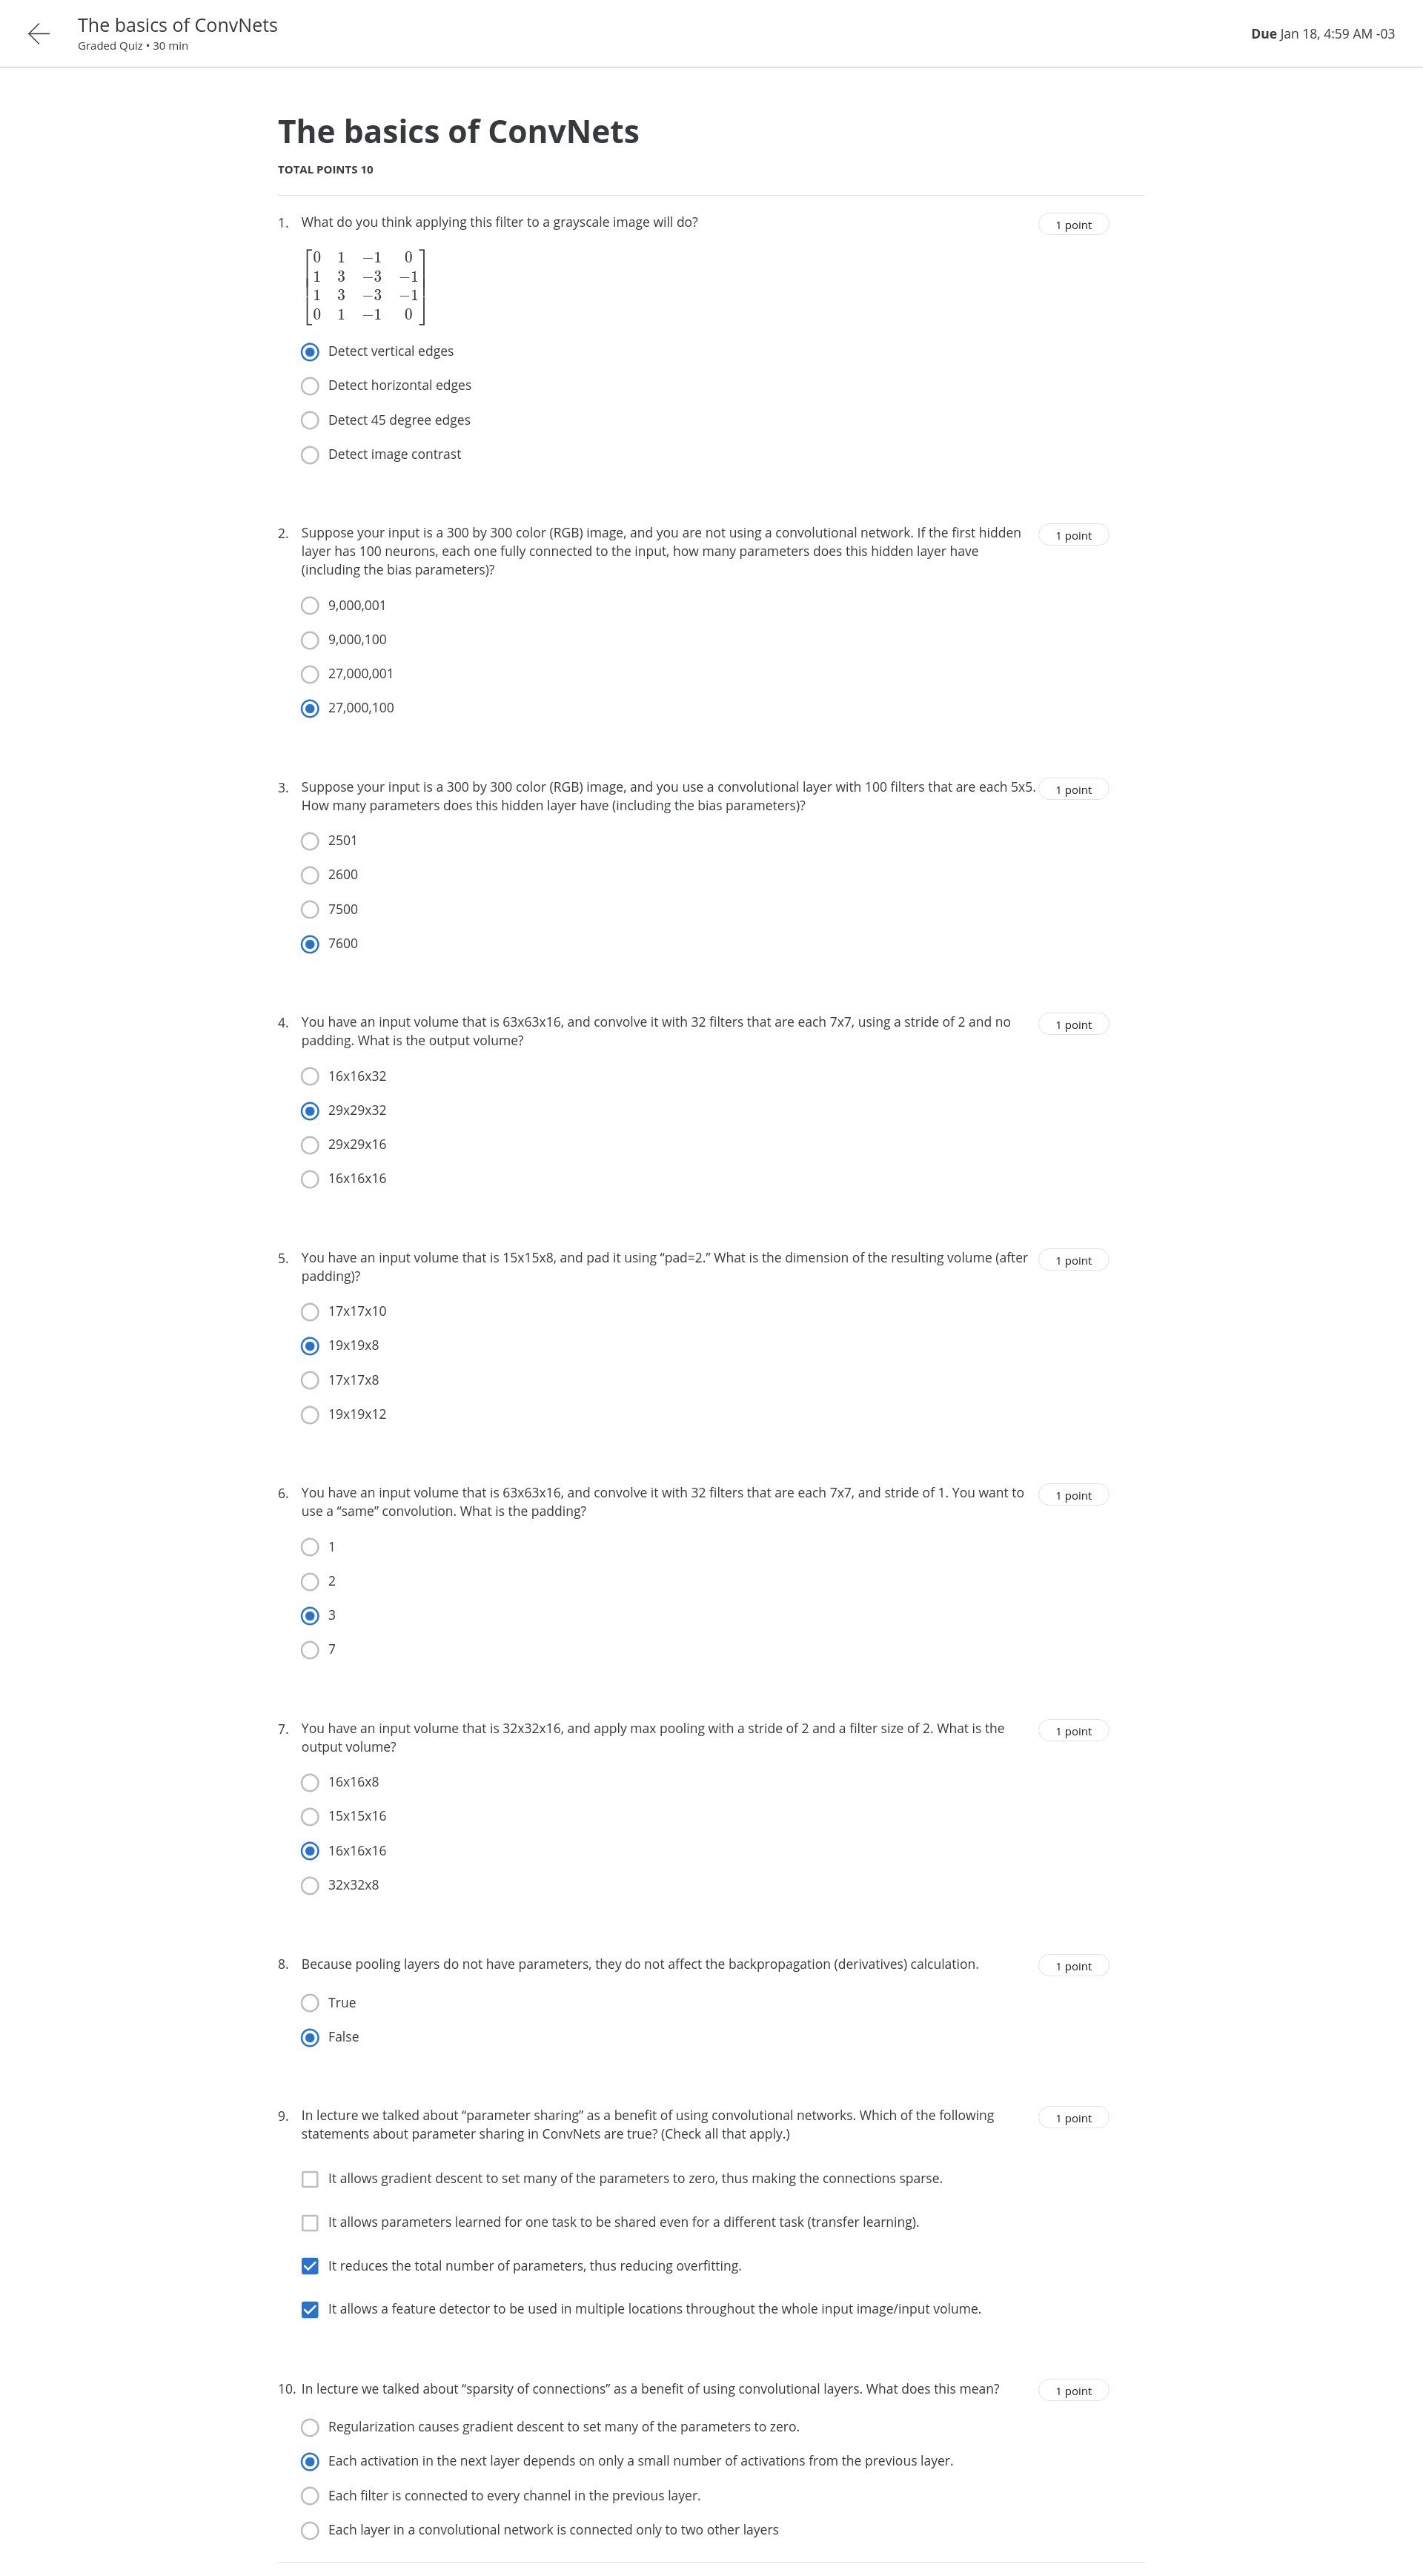 The basics of ConvNets
Graded Quiz • 30 min
Due Jan 18, 4:59 AM -03
The basics of ConvNets
TOTAL POINTS 10
1. What do you think applying this filter to a grayscale image will do?
1 point
0 1 −1 0
1 3 −3 −1
1 3 −3 −1
0 1 −1 0
Detect vertical edges
Detect horizontal edges
Detect 45 degree edges
Detect image contrast
2. Suppose your input is a 300 by 300 color (RGB) image, and you are not using a convolutional network. If the first hidden
1 point
layer has 100 neurons, each one fully connected to the input, how many parameters does this hidden layer have
(including the bias parameters)?
9,000,001
9,000,100
27,000,001
27,000,100
3. Suppose your input is a 300 by 300 color (RGB) image, and you use a convolutional layer with 100 filters that are each 5x5.
1 point
How many parameters does this hidden layer have (including the bias parameters)?
2501
2600
7500
7600
4. You have an input volume that is 63x63x16, and convolve it with 32 filters that are each 7x7, using a stride of 2 and no
1 point
padding. What is the output volume?
16x16x32
29x29x32
29x29x16
16x16x16
5. You have an input volume that is 15x15x8, and pad it using “pad=2.” What is the dimension of the resulting volume (after
1 point
padding)?
17x17x10
19x19x8
17x17x8
19x19x12
6. You have an input volume that is 63x63x16, and convolve it with 32 filters that are each 7x7, and stride of 1. You want to
1 point
use a “same” convolution. What is the padding?
1
2
3
7
7. You have an input volume that is 32x32x16, and apply max pooling with a stride of 2 and a filter size of 2. What is the
1 point
output volume?
16x16x8
15x15x16
16x16x16
32x32x8
8. Because pooling layers do not have parameters, they do not affect the backpropagation (derivatives) calculation.
1 point
True
False
9. In lecture we talked about “parameter sharing” as a benefit of using convolutional networks. Which of the following
1 point
statements about parameter sharing in ConvNets are true? (Check all that apply.)
It allows gradient descent to set many of the parameters to zero, thus making the connections sparse.
It allows parameters learned for one task to be shared even for a different task (transfer learning).
It reduces the total number of parameters, thus reducing overfitting.
It allows a feature detector to be used in multiple locations throughout the whole input image/input volume.
10. In lecture we talked about “sparsity of connections” as a benefit of using convolutional layers. What does this mean?
1 point
Regularization causes gradient descent to set many of the parameters to zero.
Each activation in the next layer depends on only a small number of activations from the previous layer.
Each filter is connected to every channel in the previous layer.
Each layer in a convolutional network is connected only to two other layers